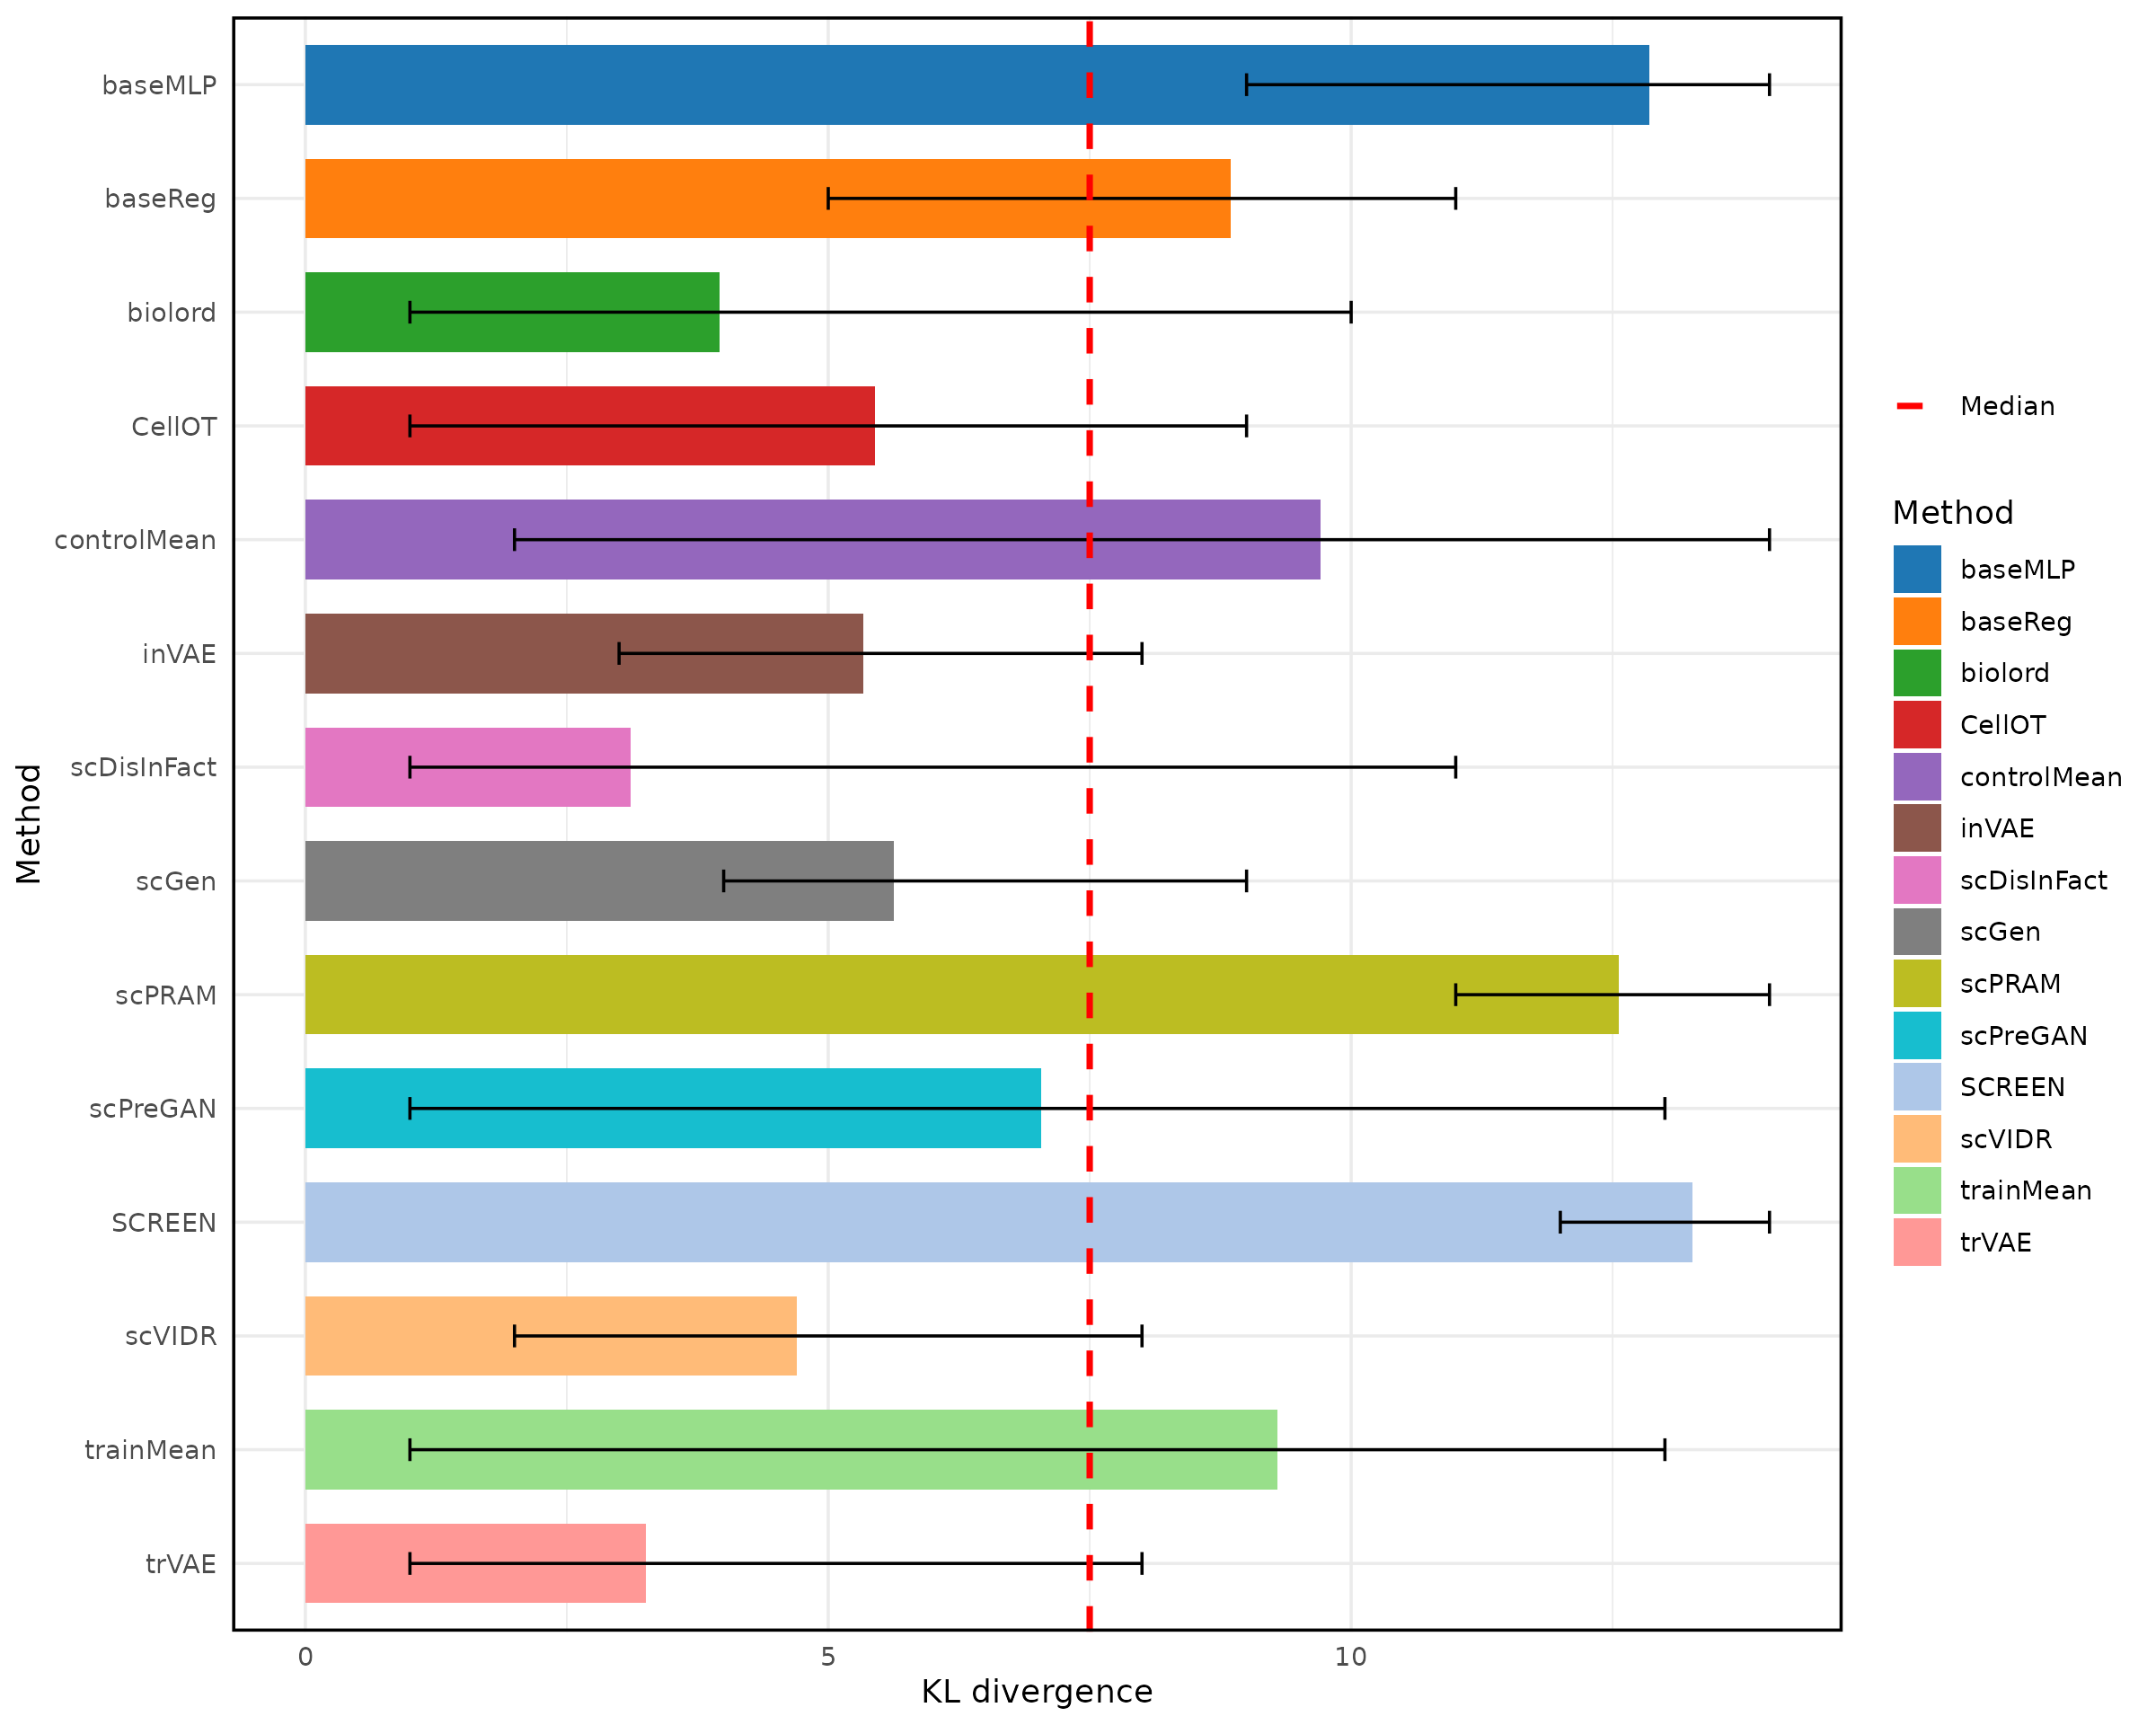 Method
baseMLP
baseReg
biolord
CellOT
controlMean
inVAE
scDisInFact
scGen
scPRAM
scPreGAN
SCREEN
scVIDR
trainMean
trVAE
0 5 10
KL divergence
Median
Method
baseMLP
baseReg
biolord
CellOT
controlMean
inVAE
scDisInFact
scGen
scPRAM
scPreGAN
SCREEN
scVIDR
trainMean
trVAE